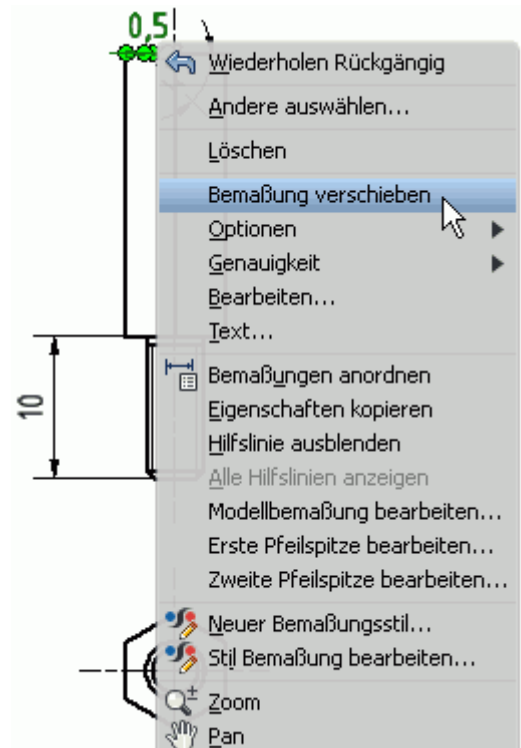 0,5
Wiederholen Rückgängig
Andere auswählen...
Löschen
Bemaßung verschieben
Optionen
Genauigkeit
Bearbeiten...
Text...
Bemaßungen anordnen
Eigenschaften kopieren
Hilfslinie ausblenden
Alle Hilfslinien anzeigen
Modellbemaßung bearbeiten...
Erste Pfeilspitze bearbeiten...
Zweite Pfeilspitze bearbeiten...
Neuer Bemaßungsstil...
Stil Bemaßung bearbeiten...
Zoom
Pan
10